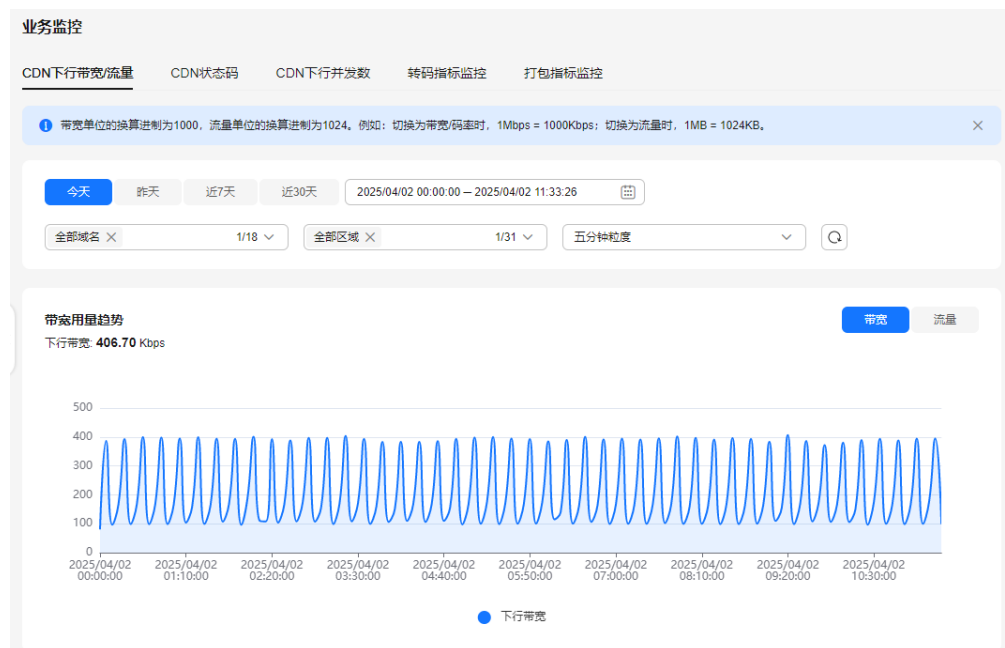 业务监控
CDN下行带宽/流量 CDN状态码 CDN下行并发数 转码指标监控 打包指标监控
带宽单位的换算进制为1000，流量单位的换算进制为1024。例如：切换为带宽/码率时，1Mbps = 1000Kbps；切换为流量时，1MB = 1024KB。
今天 昨天 近7天 近30天 2025/04/02 00:00:00 — 2025/04/02 11:33:26
全部域名 1/18 全部区域 1/31 五分钟粒度
带宽用量趋势 带宽 流量
下行带宽: 406.70 Kbps
500
400
300
200
100
0
2025/04/02 2025/04/02 2025/04/02 2025/04/02 2025/04/02 2025/04/02 2025/04/02 2025/04/02 2025/04/02 2025/04/02
00:00:00 01:10:00 02:20:00 03:30:00 04:40:00 05:50:00 07:00:00 08:10:00 09:20:00 10:30:00
下行带宽